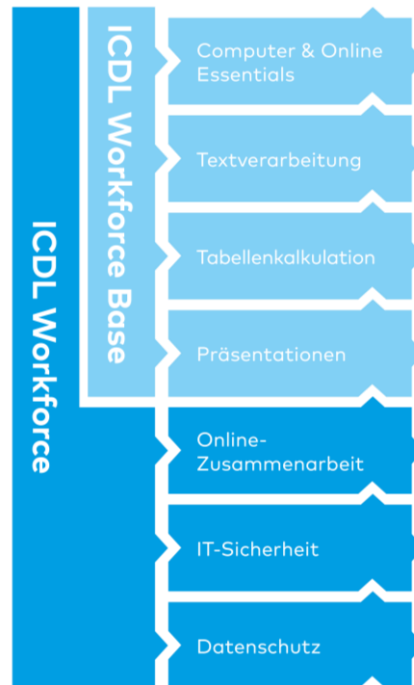 ICDL Workforce
ICDL Workforce Base
Computer & Online
Essentials
Textverarbeitung
Tabellenkalkulation
Präsentationen
Online-
Zusammenarbeit
IT-Sicherheit
Datenschutz